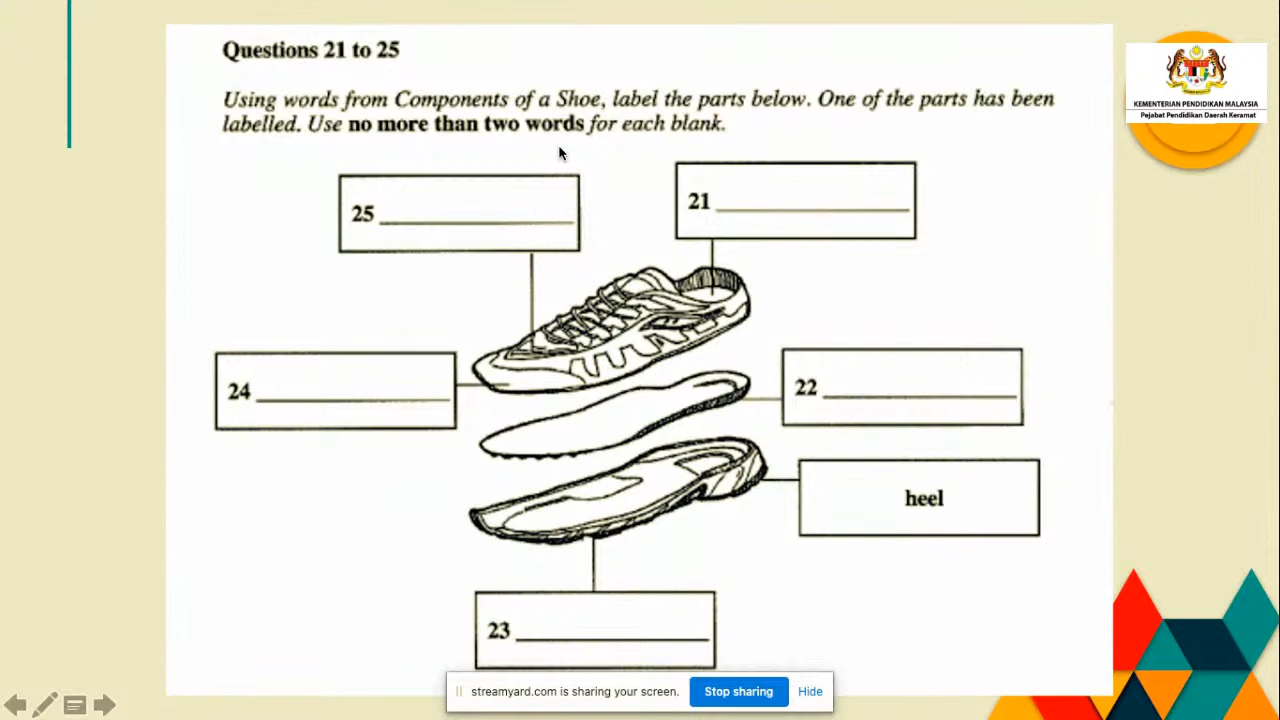 Questions 21 to 25
Using words from Components of a Shoe, label the parts below. One of the parts has been
labelled. Use no more than two words for each blank.
KEMENTERIAN PENDIDIKAN MALAYSIA
Pejabat Pendidikan Daerah Keramat
25
21
24
22
heel
23
streamyard.com is sharing your screen.
Stop sharing
Hide